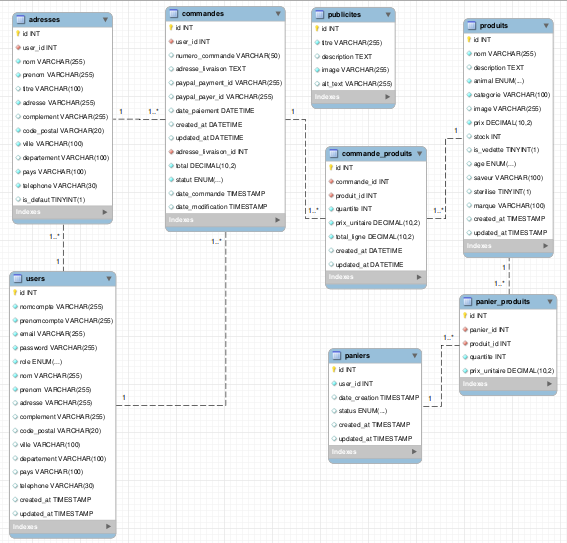 adresses
id INT
user_id INT
nom VARCHAR(255)
prenom VARCHAR(255)
titre VARCHAR(100)
adresse VARCHAR(255)
complement VARCHAR(255)
code_postal VARCHAR(20)
ville VARCHAR(100)
departement VARCHAR(100)
pays VARCHAR(100)
telephone VARCHAR(30)
is_defaut TINYINT(1)
Indexes
commandes
id INT
user_id INT
numero_commande VARCHAR(50)
adresse_livraison TEXT
paypal_payment_id VARCHAR(255)
paypal_payer_id VARCHAR(255)
date_paiement DATETIME
created_at DATETIME
updated_at DATETIME
adresse_livraison_id INT
total DECIMAL(10,2)
statut ENUM(...)
date_commande TIMESTAMP
date_modification TIMESTAMP
Indexes
publicites
id INT
titre VARCHAR(255)
description TEXT
image VARCHAR(255)
alt_text VARCHAR(255)
Indexes
produits
id INT
nom VARCHAR(255)
description TEXT
animal ENUM(...)
categorie VARCHAR(100)
image VARCHAR(255)
prix DECIMAL(10,2)
stock INT
is_vedette TINYINT(1)
age ENUM(...)
saveur VARCHAR(100)
sterilise TINYINT(1)
marque VARCHAR(100)
created_at TIMESTAMP
updated_at TIMESTAMP
Indexes
commande_produits
id INT
commande_id INT
produit_id INT
quantite INT
prix_unitaire DECIMAL(10,2)
total_ligne DECIMAL(10,2)
created_at DATETIME
updated_at DATETIME
Indexes
users
id INT
nomcompte VARCHAR(255)
prenomcompte VARCHAR(255)
email VARCHAR(255)
password VARCHAR(255)
role ENUM(...)
nom VARCHAR(255)
prenom VARCHAR(255)
adresse VARCHAR(255)
complement VARCHAR(255)
code_postal VARCHAR(20)
ville VARCHAR(100)
departement VARCHAR(100)
pays VARCHAR(100)
telephone VARCHAR(30)
created_at TIMESTAMP
updated_at TIMESTAMP
Indexes
paniers
id INT
user_id INT
date_creation TIMESTAMP
status ENUM(...)
created_at TIMESTAMP
updated_at TIMESTAMP
Indexes
panier_produits
id INT
panier_id INT
produit_id INT
quantite INT
prix_unitaire DECIMAL(10,2)
Indexes
1
1..*
1..*
1
1..*
1
1
1..*
1..*
1
1
1..*
1..*
1